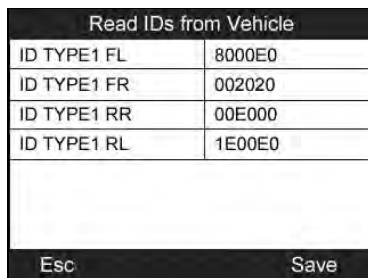 Read IDs from Vehicle
ID TYPE1 FL 8000E0
ID TYPE1 FR 002020
ID TYPE1 RR 00E000
ID TYPE1 RL 1E00E0
Esc Save